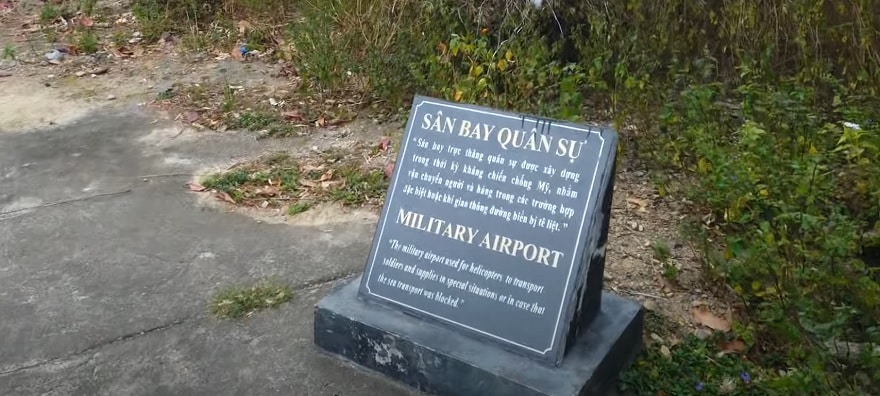 SÂN BAY QUÂN SỰ
"Sân bay trực thăng quân sự được xây dựng
trong thời kỳ kháng chiến chống Mỹ, nhằm
vận chuyển người và hàng trong các trường hợp
đặc biệt hoặc khi giao thông đường biển bị tê liệt."
MILITARY AIRPORT
"The military airport used for helicopters to transport
soldiers and supplies in special situations or in case that
the sea transport was blocked."